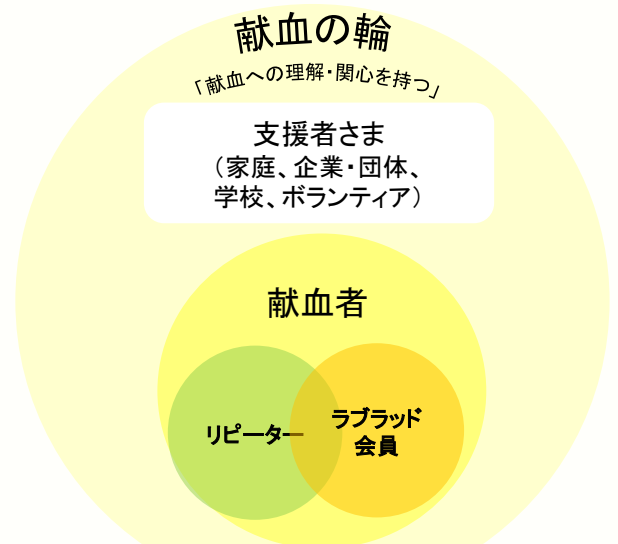 献血の輪
「献血への理解・関心を持つ」
支援者さま
（家庭、企業・団体、
学校、ボランティア）
献血者
リピーター
ラブラッド
会員